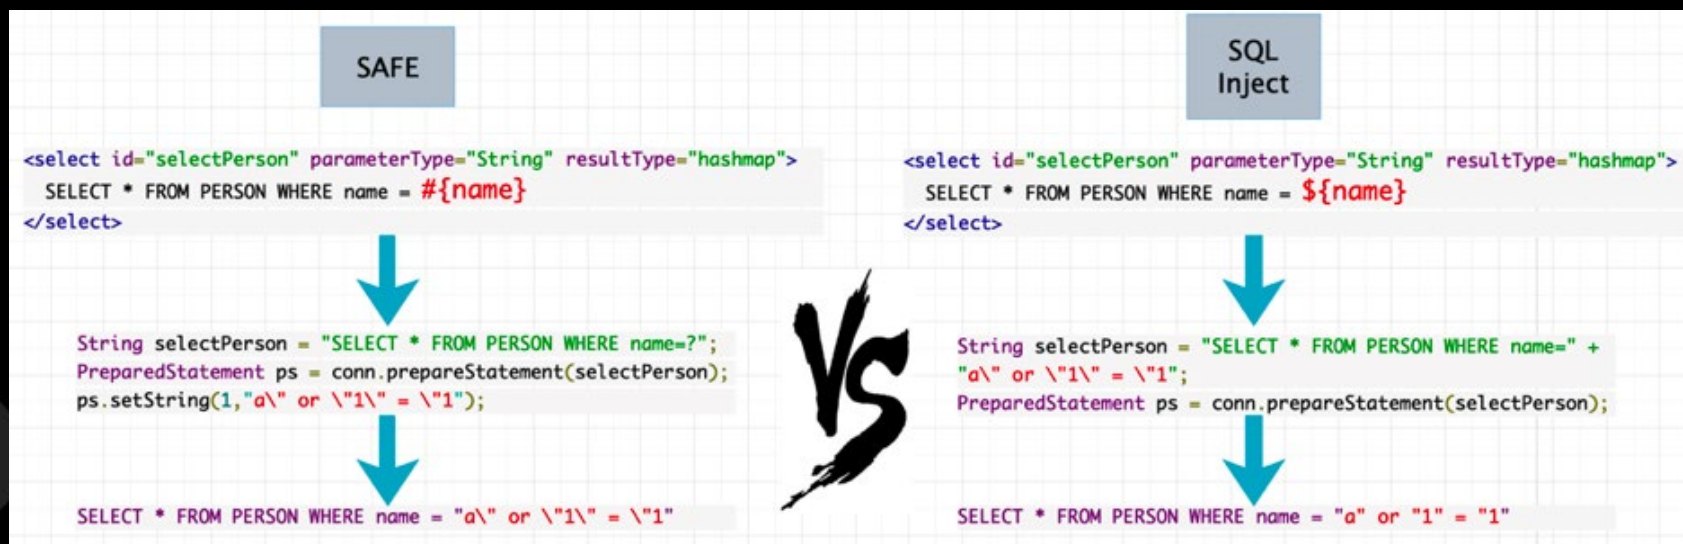 SAFE
<select id="selectPerson" parameterType="String" resultType="hashmap">
SELECT * FROM PERSON WHERE name = #{name}
</select>
String selectPerson = "SELECT * FROM PERSON WHERE name=?";
PreparedStatement ps = conn.prepareStatement(selectPerson);
ps.setString(1,"a\" or \"1\" = \"1");
SELECT * FROM PERSON WHERE name = "a\" or \"1\" = \"1"
VS
SQL
Inject
<select id="selectPerson" parameterType="String" resultType="hashmap">
SELECT * FROM PERSON WHERE name = ${name}
</select>
String selectPerson = "SELECT * FROM PERSON WHERE name=" +
"a\" or \"1\" = \"1";
PreparedStatement ps = conn.prepareStatement(selectPerson);
SELECT * FROM PERSON WHERE name = "a" or "1" = "1"